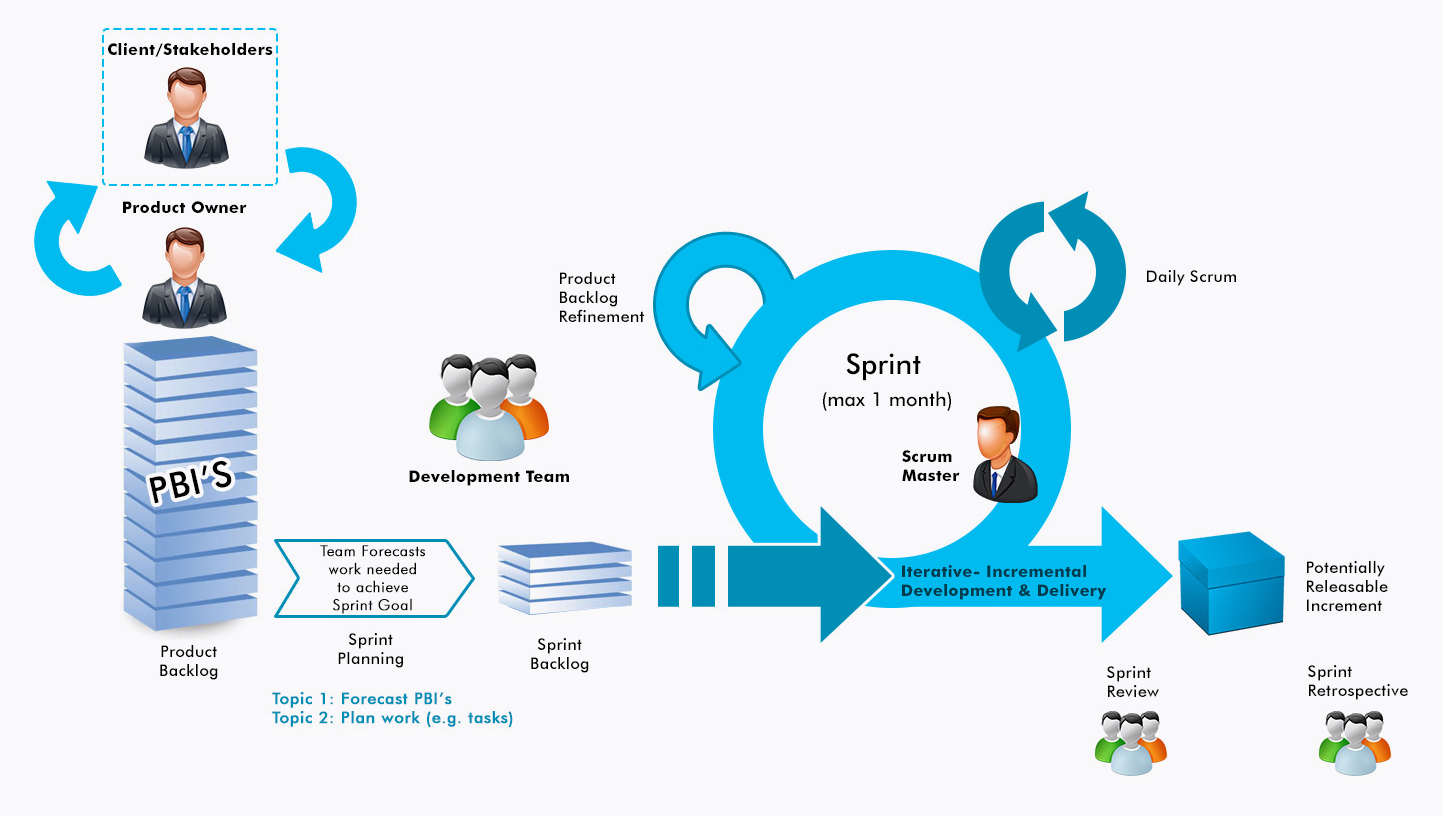 Client/Stakeholders
Product Owner
PBI'S
Product
Backlog
Team Forecasts
work needed
to achieve
Sprint Goal
Sprint
Planning
Topic 1: Forecast PBI's
Topic 2: Plan work (e.g. tasks)
Development Team
Sprint
Backlog
Product
Backlog
Refinement
Sprint
(max 1 month)
Scrum
Master
Daily Scrum
Iterative- Incremental
Development & Delivery
Potentially
Releasable
Increment
Sprint
Review
Sprint
Retrospective